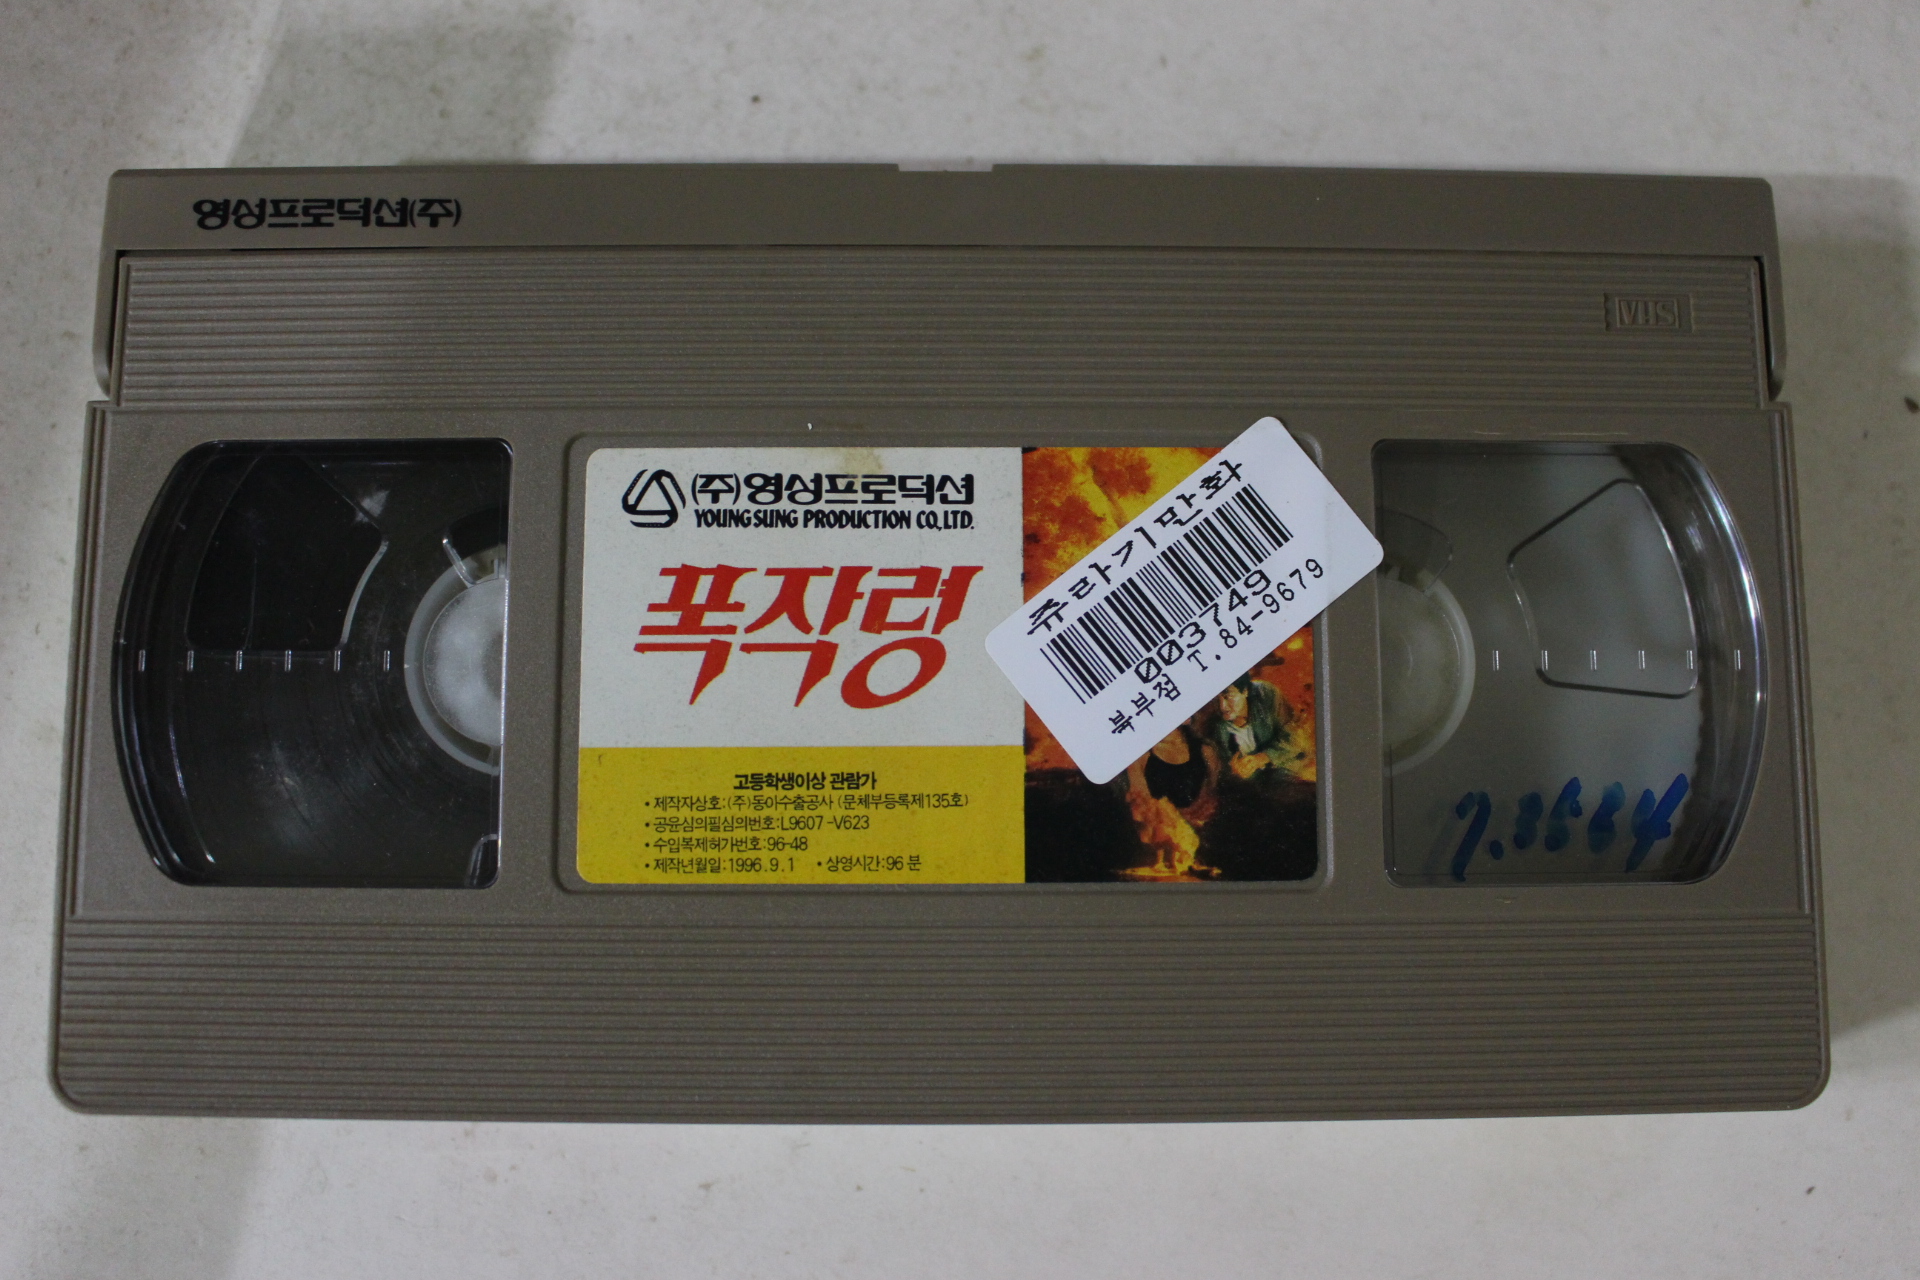 영성프로덕션(주)
VHS
(주)영성프로덕션
YOUNG SUNG PRODUCTION CO., LTD.
폭작령
고등학생이상 관람가
• 제작자상호:(주)동아수출공사 (문체부등록제135호)
• 공윤심의필심의번호:L9607-V623
• 수입복제허가번호:96-48
• 제작년월일:1996.9.1 • 상영시간:96 분
쥬라기만화
003749
북부점 T.84-9679